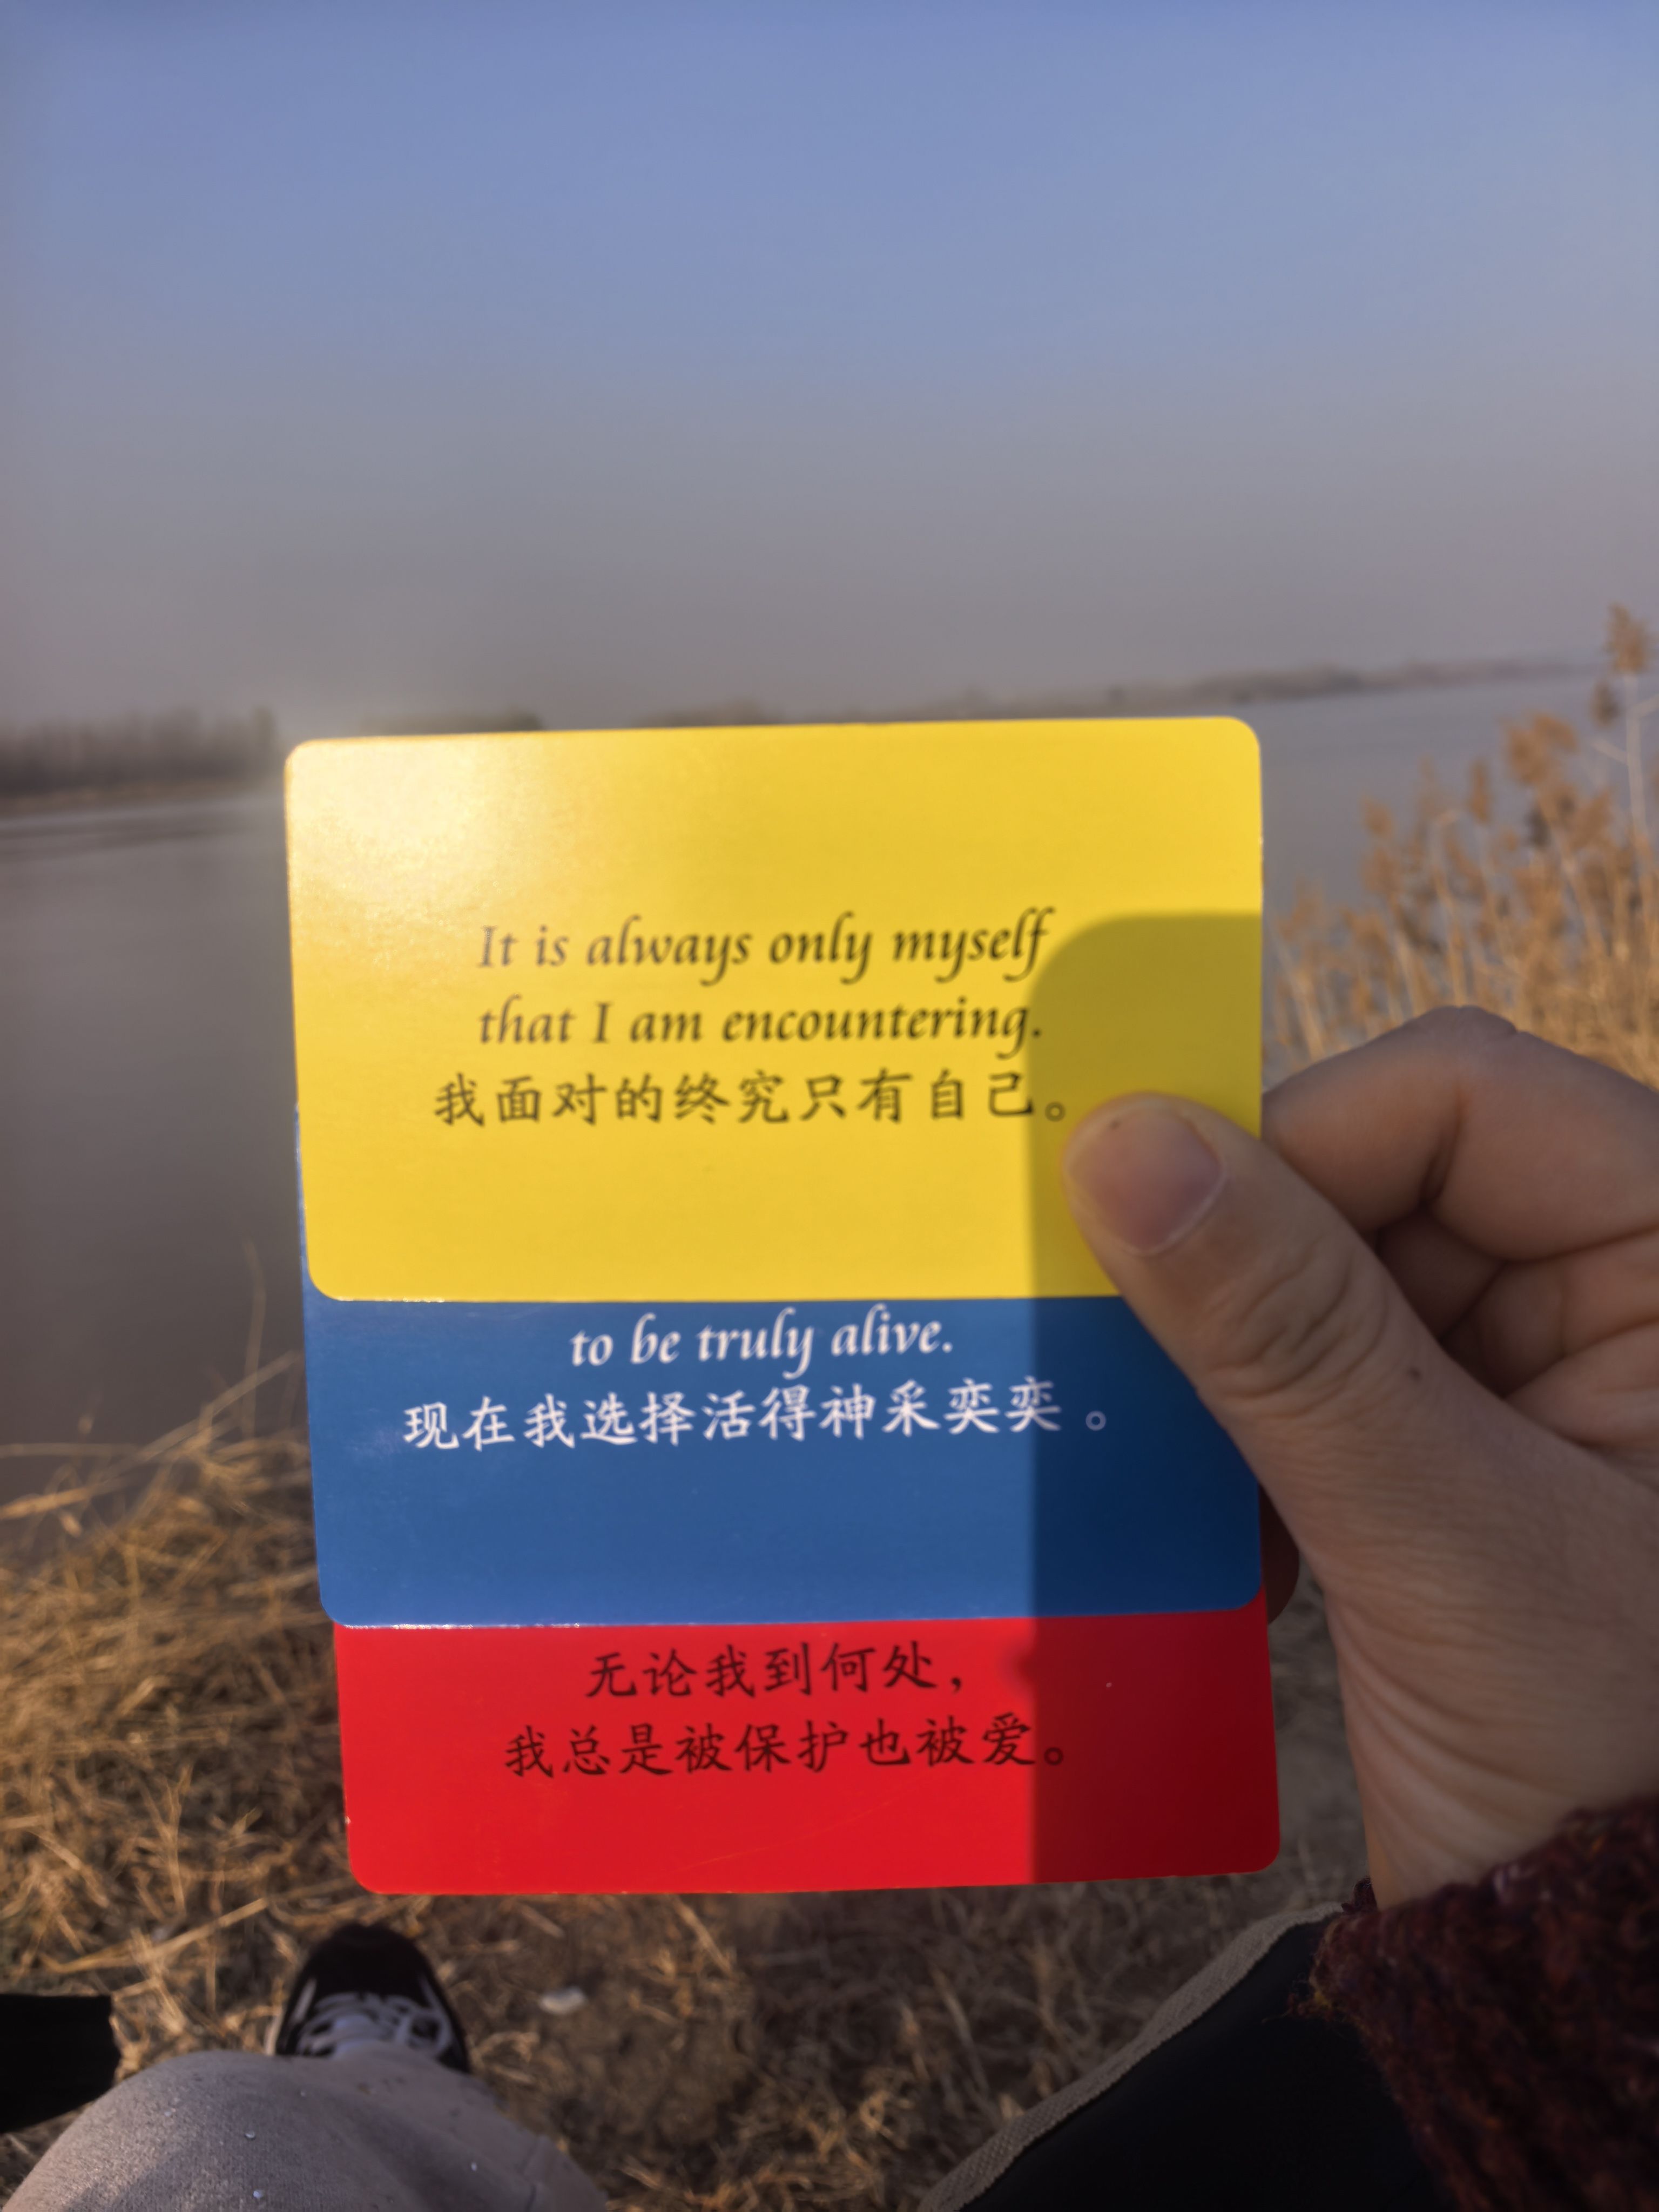 It is always only myself
that I am encountering.
我面对的终究只有自己。
to be truly alive.
现在我选择活得神采奕奕。
无论我到何处，
我总是被保护也被爱。